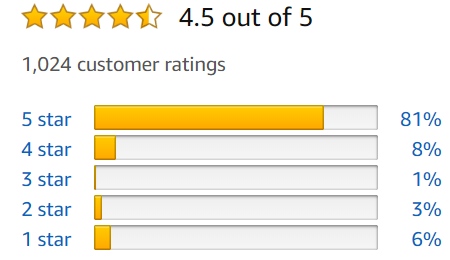 4.5 out of 5
1,024 customer ratings
5 star 81%
4 star 8%
3 star 1%
2 star 3%
1 star 6%